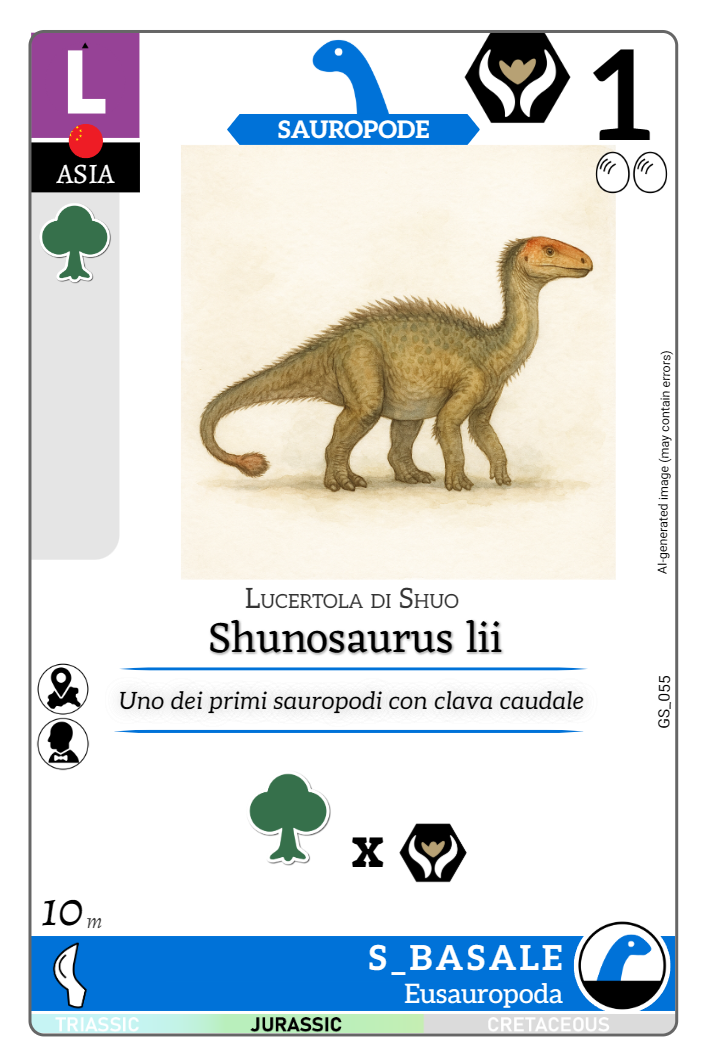 L
1
SAUROPODE
ASIA
AI-generated image (may contain errors)
Lucertola di Shuo
Shunosaurus lii
Uno dei primi sauropodi con clava caudale
GS_055
x
10 m
S_BASALE
Eusauropoda
TRIASSIC JURASSIC CRETACEOUS